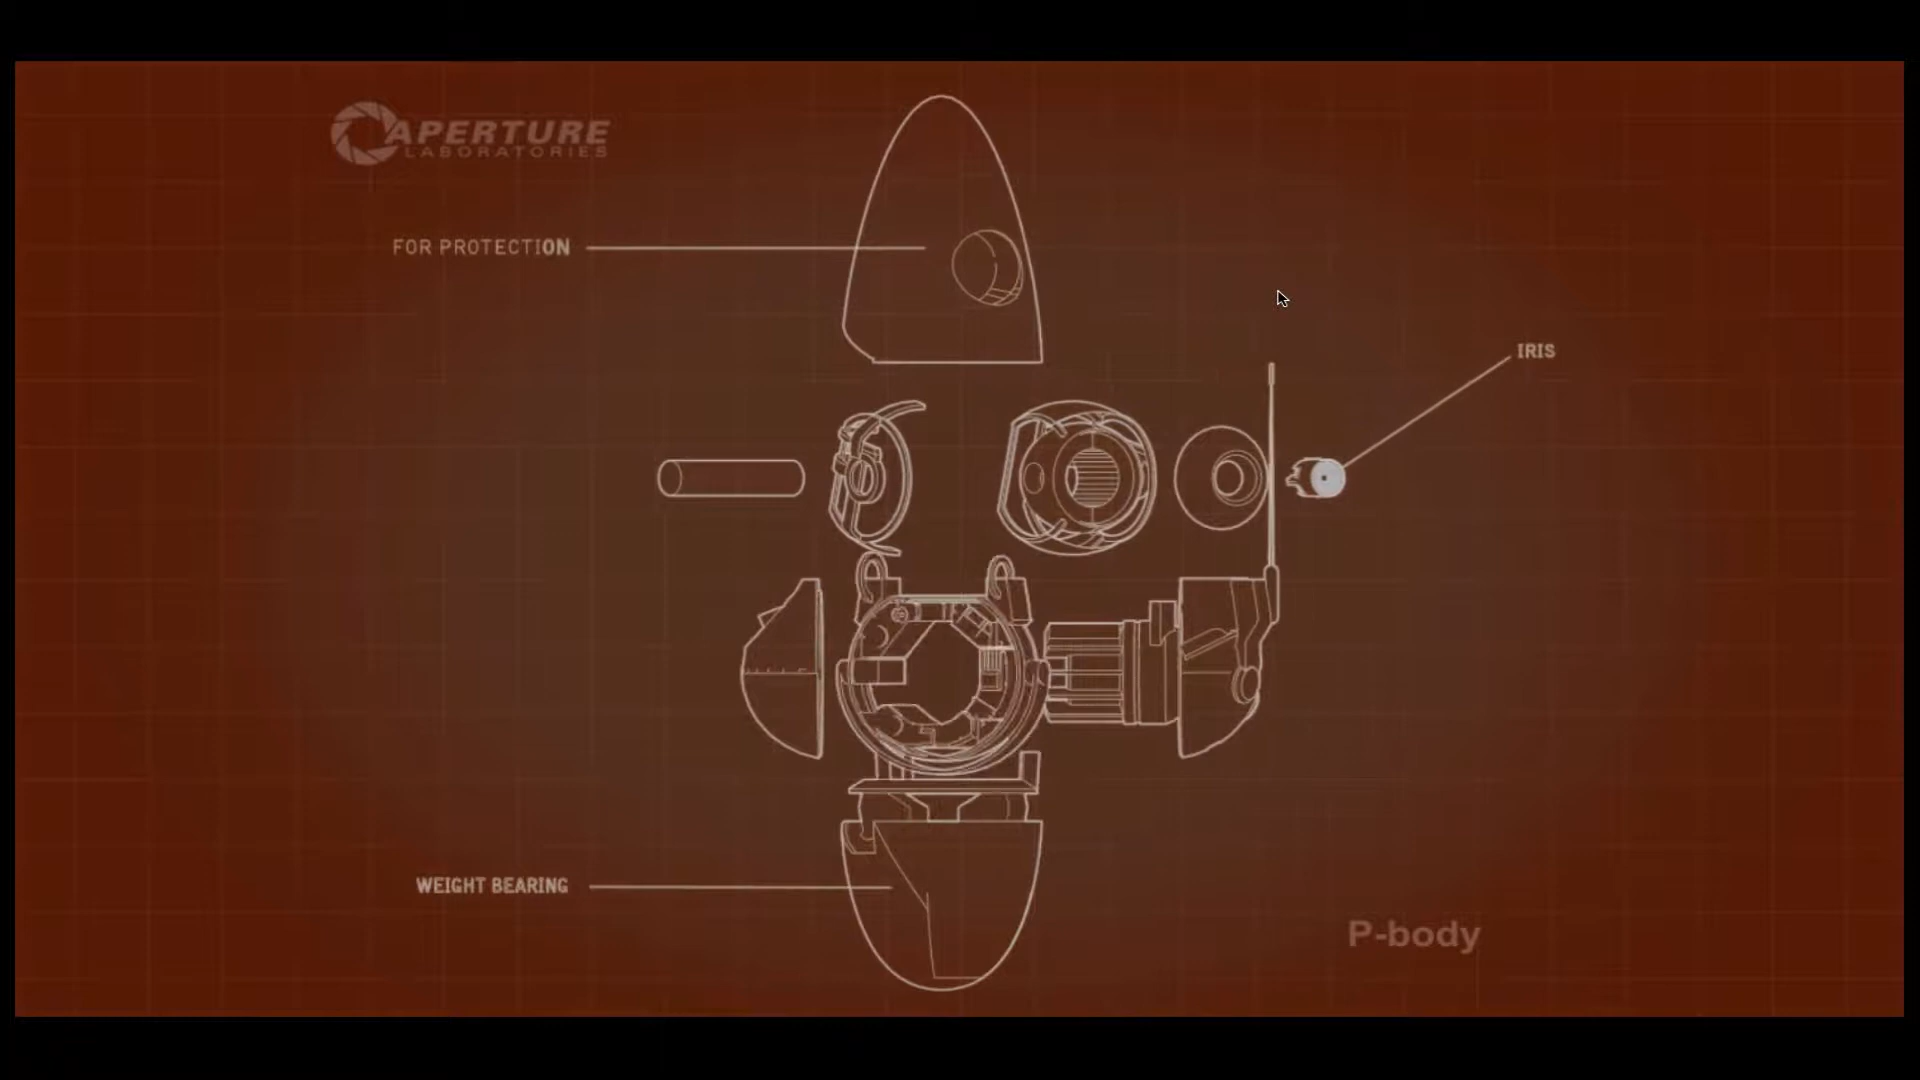 APERTURE
LABORATORIES
FOR PROTECTION
IRIS
WEIGHT BEARING
P-body